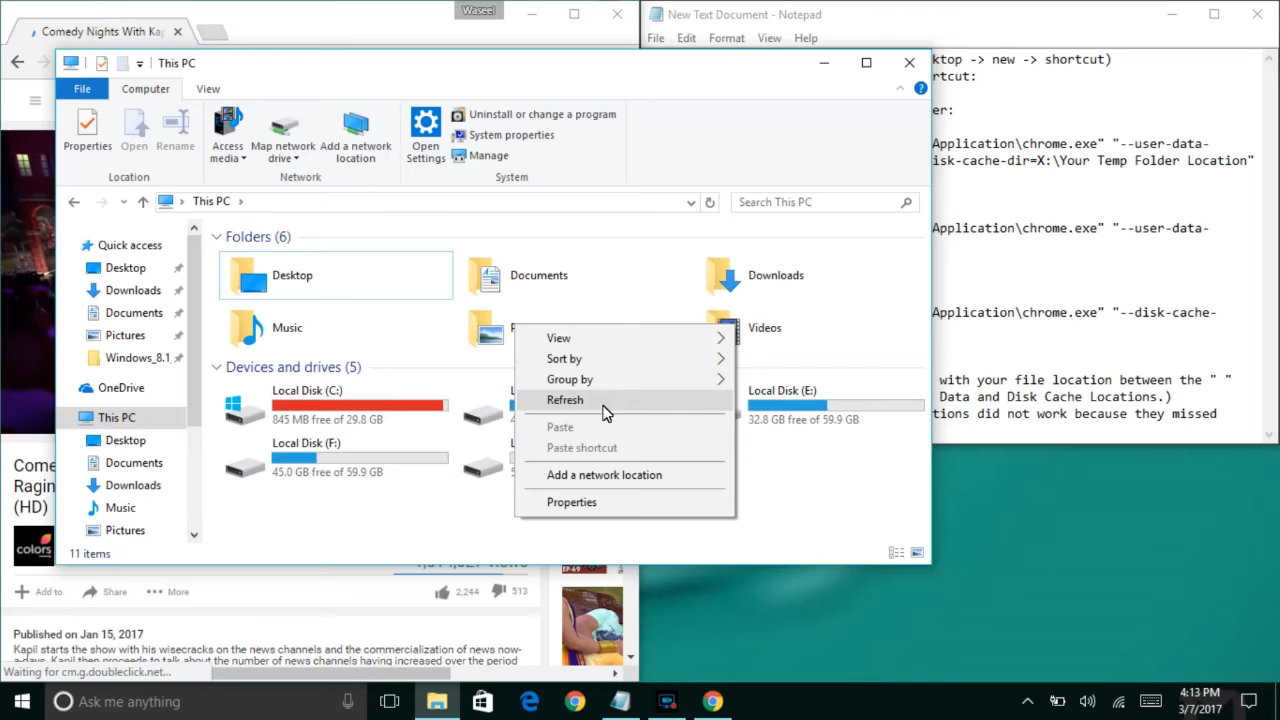 Waseel
Comedy Nights With Kap
New Text Document - Notepad
File Edit Format View Help
ktop -> new -> shortcut)
rtcut:
er:
Application\chrome.exe" "--user-data-
isk-cache-dir=X:\Your Temp Folder Location"
Application\chrome.exe" "--user-data-
Application\chrome.exe" "--disk-cache-
with your file location between the " "
Data and Disk Cache Locations.)
tions did not work because they missed
This PC
File Computer View
Properties
Open
Rename
Access media
Map network drive
Add a network location
Open Settings
Uninstall or change a program
System properties
Manage
Location
Network
System
This PC
Search This PC
Quick access
Desktop
Downloads
Documents
Pictures
Windows_8.1_
OneDrive
This PC
Desktop
Documents
Downloads
Music
Pictures
Folders (6)
Desktop
Documents
Downloads
Music
Videos
Devices and drives (5)
Local Disk (C:)
845 MB free of 29.8 GB
Local Disk (E:)
32.8 GB free of 59.9 GB
Local Disk (F:)
45.0 GB free of 59.9 GB
View
Sort by
Group by
Refresh
Paste
Paste shortcut
Add a network location
Properties
11 items
Come
Ragin
(HD)
colors
EP-69
Add to
Share
More
2,244
513
Published on Jan 15, 2017
Kapil starts the show with his wisecracks on the news channels and the commercialization of news now-
a-days. Kapil then proceeds to talk about the number of news channels having increased over the period
Waiting for cm.g.doubleclick.net...
Ask me anything
4:13 PM
3/7/2017